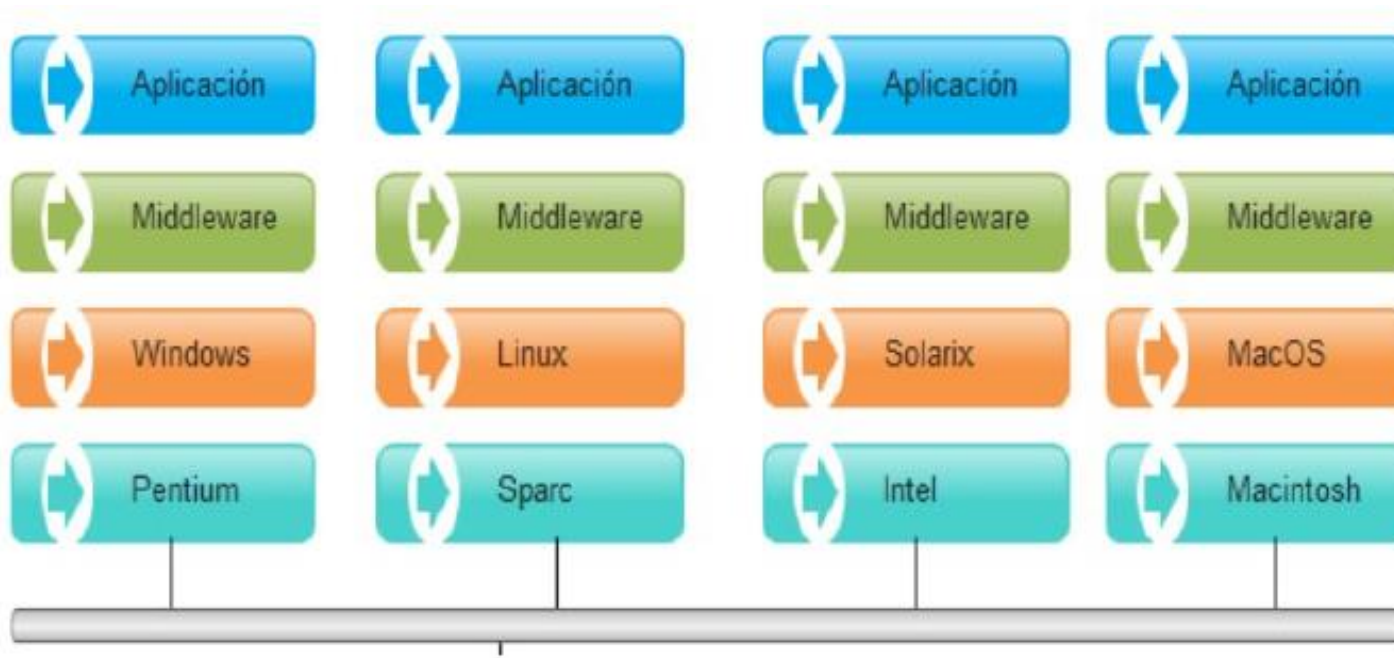 Aplicación Aplicación Aplicación Aplicación
Middleware Middleware Middleware Middleware
Windows Linux Solarix MacOS
Pentium Sparc Intel Macintosh